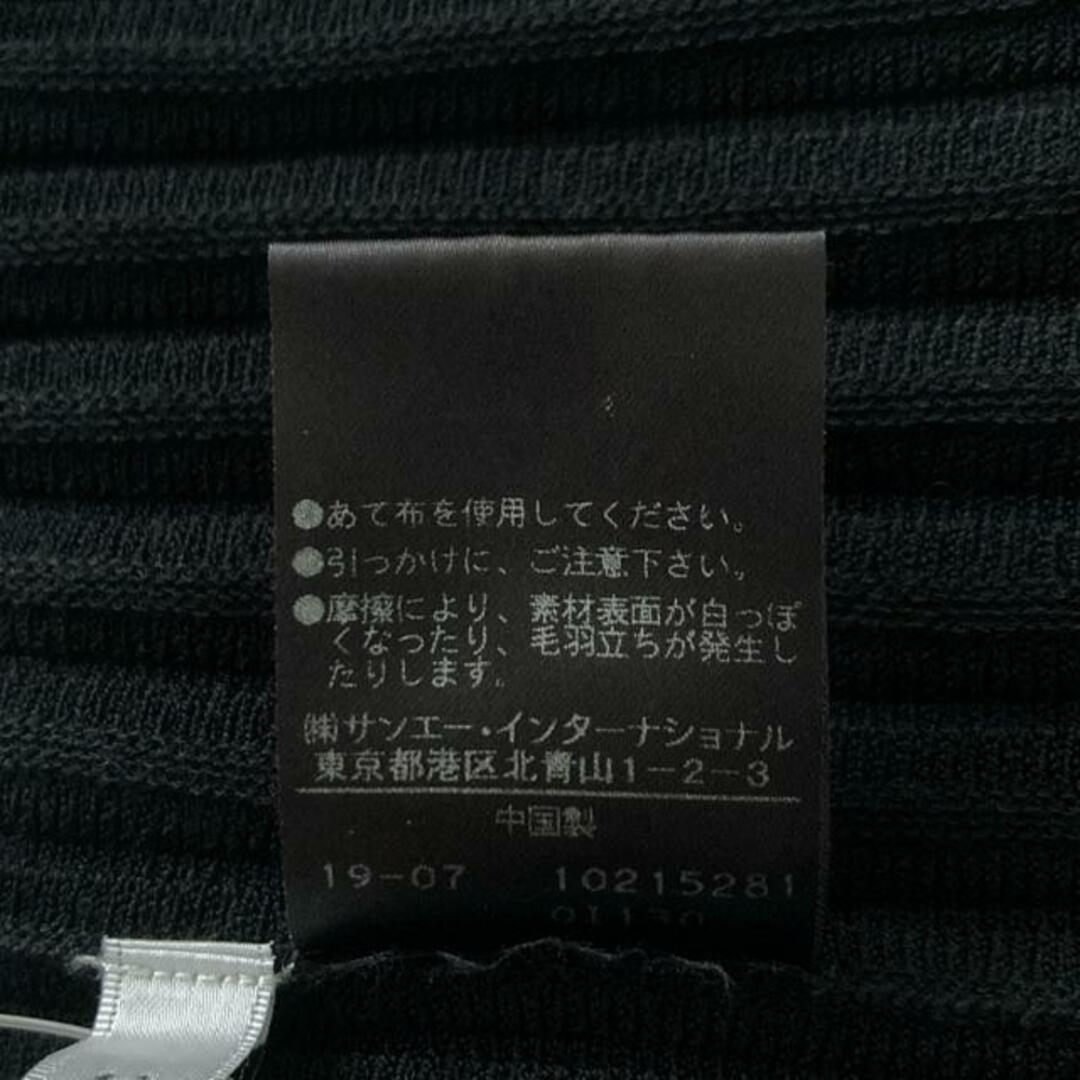 ●あて布を使用してください。
●引っかけに、ご注意下さい。
●摩擦により、素材表面が白っぽ
くなったり、毛羽立ちが発生し
たりします。
㈱サンエー・インターナショナル
東京都港区北青山1-2-3
中国製
19-07 10215281